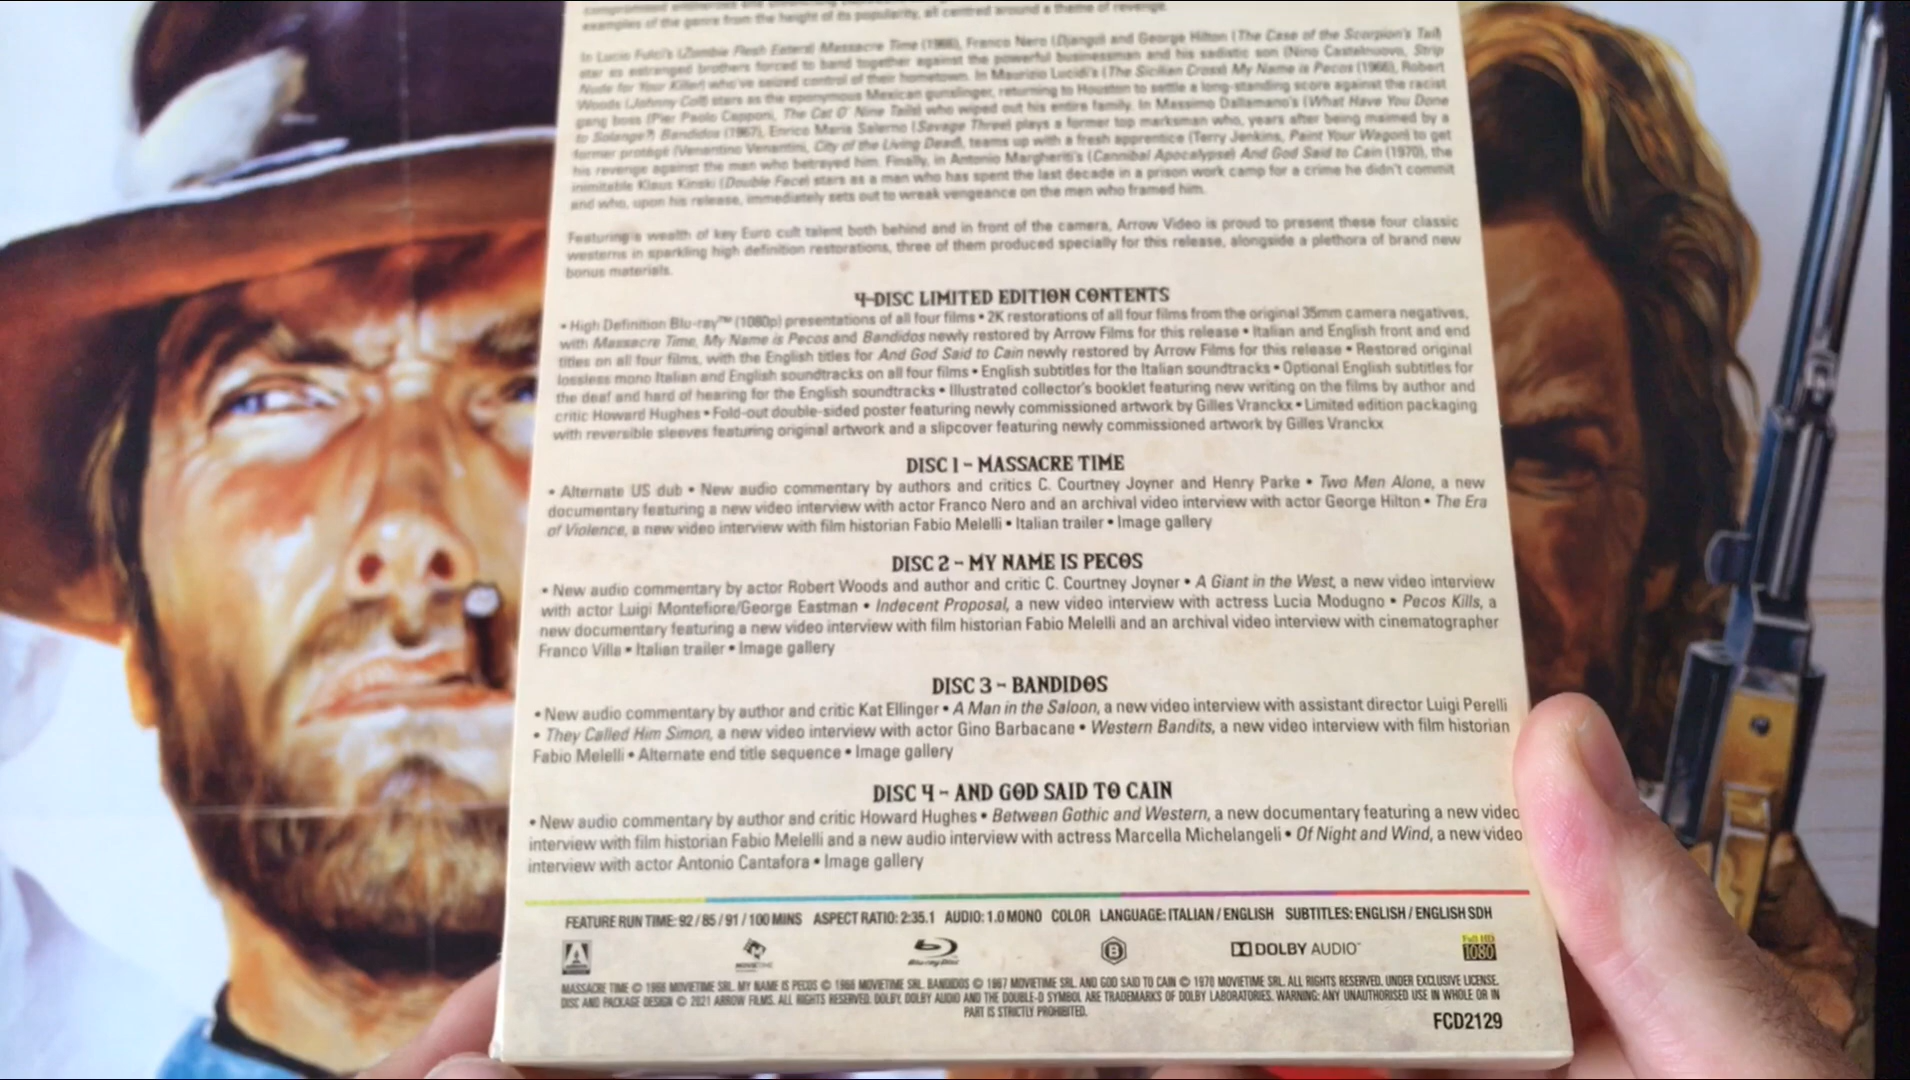 examples of the genre from the height of its popularity, all centred around a theme of revenge.
In Lucio Fulci's (Zombie Flesh Eaters) Massacre Time (1966), Franco Nero (Django) and George Hilton (The Case of the Scorpion's Tail)
star as estranged brothers forced to band together against the powerful businessman and his sadistic son (Nino Castelnuovo, Strip
Nude for Your Killer) who've seized control of their hometown. In Maurizio Lucidi's (The Sicilian Cross) My Name is Pecos (1966), Robert
Woods (Johnny Colt) stars as the eponymous Mexican gunslinger, returning to Houston to settle a long-standing score against the racist
gang boss (Pier Paolo Capponi, The Cat O' Nine Tails) who wiped out his entire family. In Massimo Dallamano's (What Have You Done
to Solange?) Bandidos (1967), Enrico Maria Salerno (Savage Three) plays a former top marksman who, years after being maimed by a
former protégé (Venantino Venantini, City of the Living Dead), teams up with a fresh apprentice (Terry Jenkins, Paint Your Wagon) to get
his revenge against the man who betrayed him. Finally, in Antonio Margheriti's (Cannibal Apocalypse) And God Said to Cain (1970), the
inimitable Klaus Kinski (Double Face) stars as a man who has spent the last decade in a prison work camp for a crime he didn't commit
and who, upon his release, immediately sets out to wreak vengeance on the men who framed him.
Featuring a wealth of key Euro cult talent both behind and in front of the camera, Arrow Video is proud to present these four classic
westerns in sparkling high definition restorations, three of them produced specially for this release, alongside a plethora of brand new
bonus materials.
4-DISC LIMITED EDITION CONTENTS
• High Definition Blu-ray™ (1080p) presentations of all four films • 2K restorations of all four films from the original 35mm camera negatives,
with Massacre Time, My Name is Pecos and Bandidos newly restored by Arrow Films for this release • Italian and English front and end
titles on all four films, with the English titles for And God Said to Cain newly restored by Arrow Films for this release • Restored original
lossless mono Italian and English soundtracks on all four films • English subtitles for the Italian soundtracks • Optional English subtitles for
the deaf and hard of hearing for the English soundtracks • Illustrated collector's booklet featuring new writing on the films by author and
critic Howard Hughes • Fold-out double-sided poster featuring newly commissioned artwork by Gilles Vranckx • Limited edition packaging
with reversible sleeves featuring original artwork and a slipcover featuring newly commissioned artwork by Gilles Vranckx
DISC 1 - MASSACRE TIME
• Alternate US dub • New audio commentary by authors and critics C. Courtney Joyner and Henry Parke • Two Men Alone, a new
documentary featuring a new video interview with actor Franco Nero and an archival video interview with actor George Hilton • The Era
of Violence, a new video interview with film historian Fabio Melelli • Italian trailer • Image gallery
DISC 2 - MY NAME IS PECOS
• New audio commentary by actor Robert Woods and author and critic C. Courtney Joyner • A Giant in the West, a new video interview
with actor Luigi Montefiore/George Eastman • Indecent Proposal, a new video interview with actress Lucia Modugno • Pecos Kills, a
new documentary featuring a new video interview with film historian Fabio Melelli and an archival video interview with cinematographer
Franco Villa • Italian trailer • Image gallery
DISC 3 - BANDIDOS
• New audio commentary by author and critic Kat Ellinger • A Man in the Saloon, a new video interview with assistant director Luigi Perelli
• They Called Him Simon, a new video interview with actor Gino Barbacane • Western Bandits, a new video interview with film historian
Fabio Melelli • Alternate end title sequence • Image gallery
DISC 4 - AND GOD SAID TO CAIN
• New audio commentary by author and critic Howard Hughes • Between Gothic and Western, a new documentary featuring a new video
interview with film historian Fabio Melelli and a new audio interview with actress Marcella Michelangeli • Of Night and Wind, a new video
interview with actor Antonio Cantafora • Image gallery
FEATURE RUN TIME: 92 / 85 / 91 / 100 MINS ASPECT RATIO: 2:35.1 AUDIO: 1.0 MONO COLOR LANGUAGE: ITALIAN / ENGLISH SUBTITLES: ENGLISH / ENGLISH SDH
A MOVIETIME Blu-ray Disc B DOLBY AUDIO™ Full HD 1080
MASSACRE TIME © 1966 MOVIETIME SRL. MY NAME IS PECOS © 1966 MOVIETIME SRL. BANDIDOS © 1967 MOVIETIME SRL. AND GOD SAID TO CAIN © 1970 MOVIETIME SRL. ALL RIGHTS RESERVED. UNDER EXCLUSIVE LICENSE.
DISC AND PACKAGE DESIGN © 2021 ARROW FILMS. ALL RIGHTS RESERVED. DOLBY, DOLBY AUDIO AND THE DOUBLE-D SYMBOL ARE TRADEMARKS OF DOLBY LABORATORIES. WARNING: ANY UNAUTHORISED USE IN WHOLE OR IN
PART IS STRICTLY PROHIBITED.
FCD2129